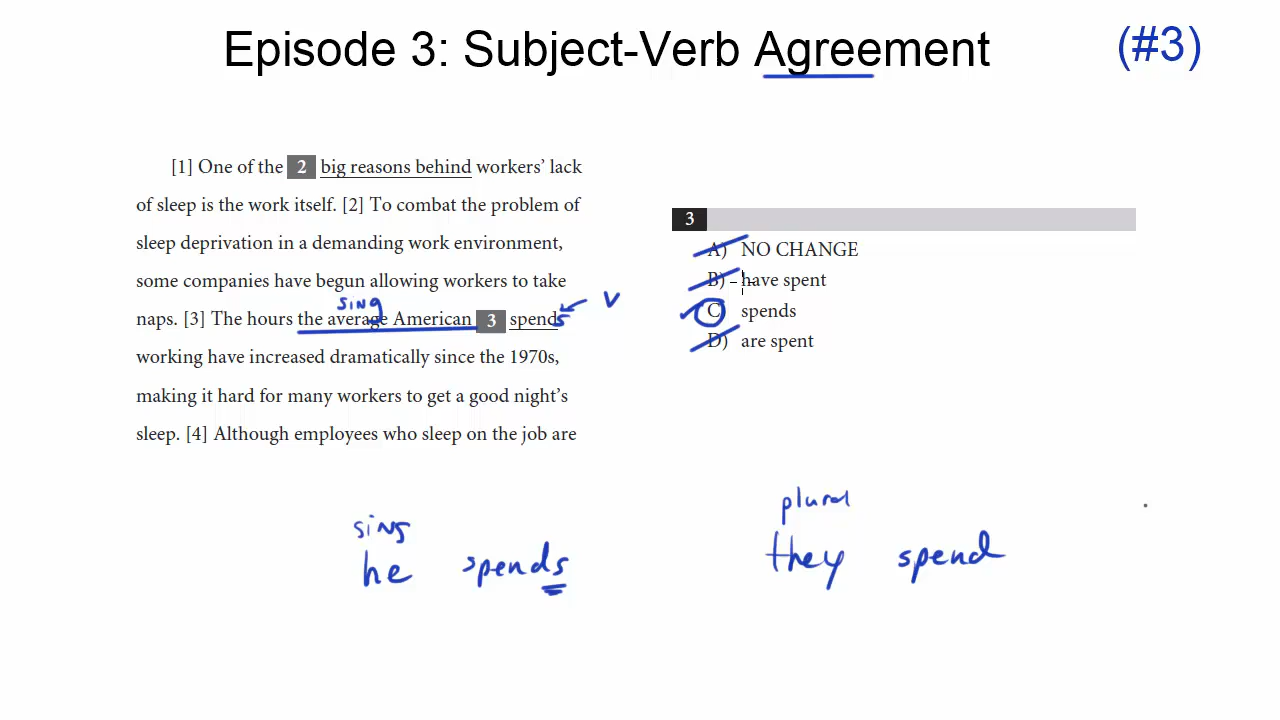 Episode 3: Subject-Verb Agreement (#3)
[1] One of the 2 big reasons behind workers' lack
of sleep is the work itself. [2] To combat the problem of
sleep deprivation in a demanding work environment,
some companies have begun allowing workers to take
sing V
naps. [3] The hours the average American 3 spends
working have increased dramatically since the 1970s,
making it hard for many workers to get a good night's
sleep. [4] Although employees who sleep on the job are
3
A) NO CHANGE
B) have spent
C) spends
D) are spent
sing
he spends
plural
they spend